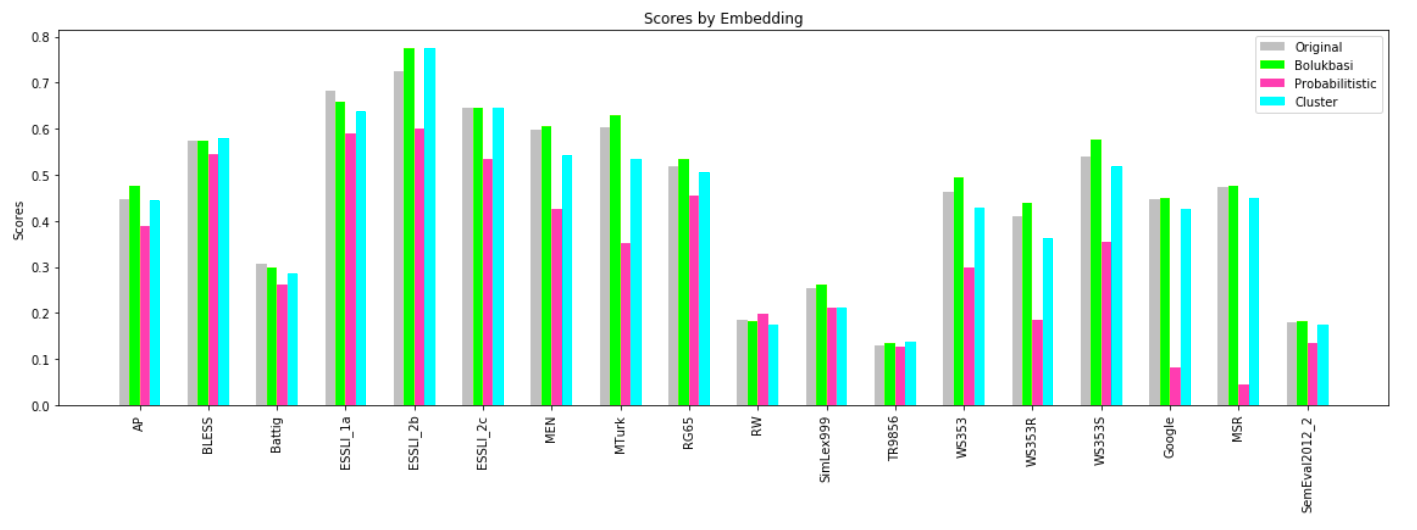 Scores by Embedding
Original
Bolukbasi
Probabilitistic
Cluster
Scores
0.8
0.7
0.6
0.5
0.4
0.3
0.2
0.1
0.0
AP
BLESS
Battig
ESSLI_1a
ESSLI_2b
ESSLI_2c
MEN
MTurk
RG65
RW
SimLex999
TR9856
WS353
WS353R
WS353S
Google
MSR
SemEval2012_2